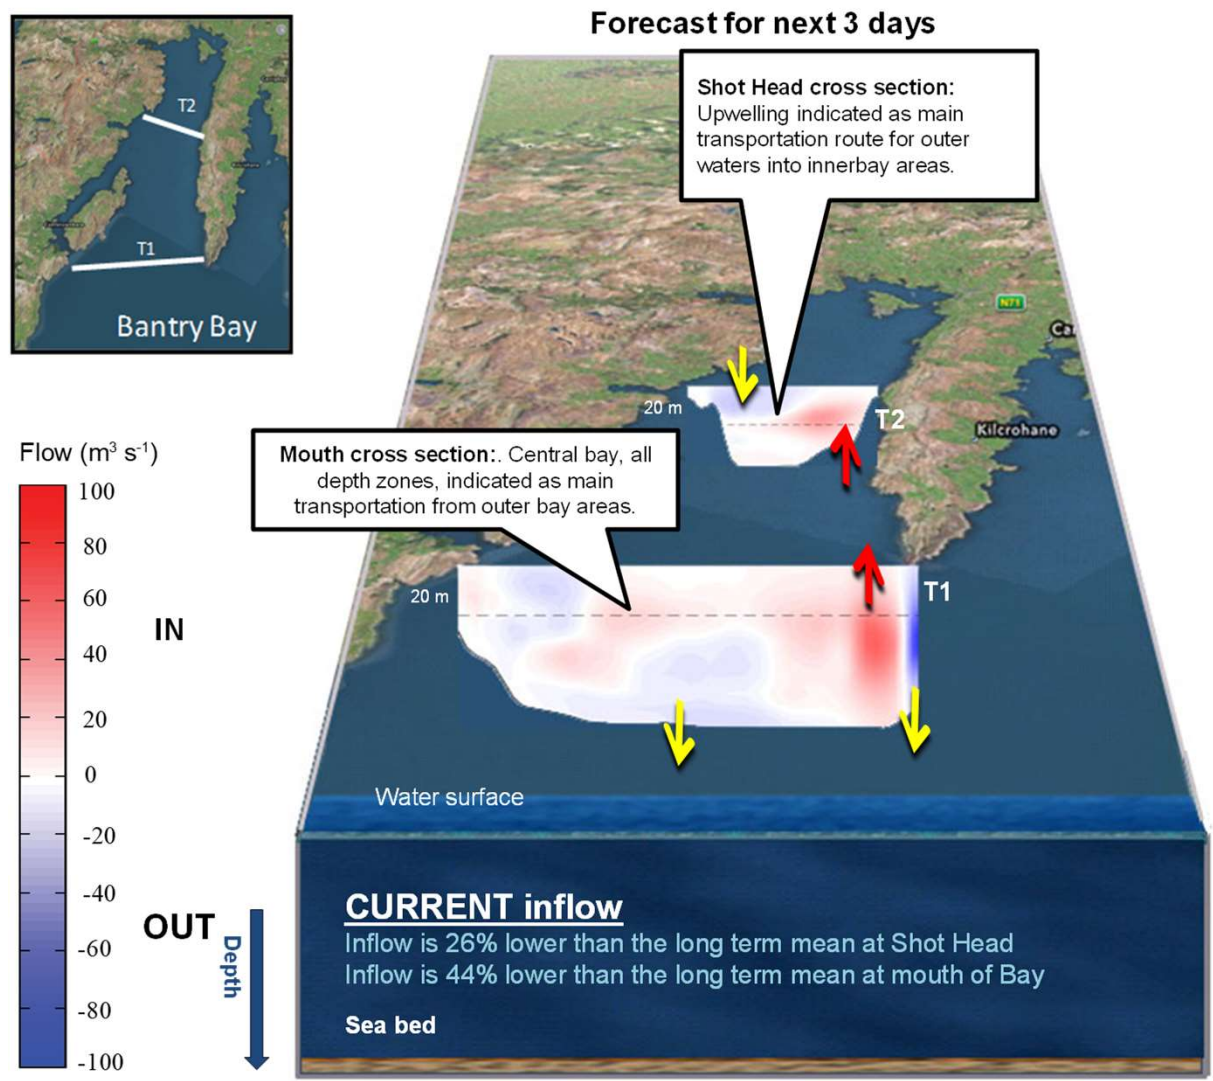 Forecast for next 3 days
T2
T1
Bantry Bay
Shot Head cross section:
Upwelling indicated as main
transportation route for outer
waters into innerbay areas.
N71
Kilcrohane
20 m
T2
Mouth cross section:. Central bay, all
depth zones, indicated as main
transportation from outer bay areas.
20 m
T1
Flow (m³ s⁻¹)
100
80
60
40
20
0
-20
-40
-60
-80
-100
IN
OUT
Depth
Water surface
CURRENT inflow
Inflow is 26% lower than the long term mean at Shot Head
Inflow is 44% lower than the long term mean at mouth of Bay
Sea bed